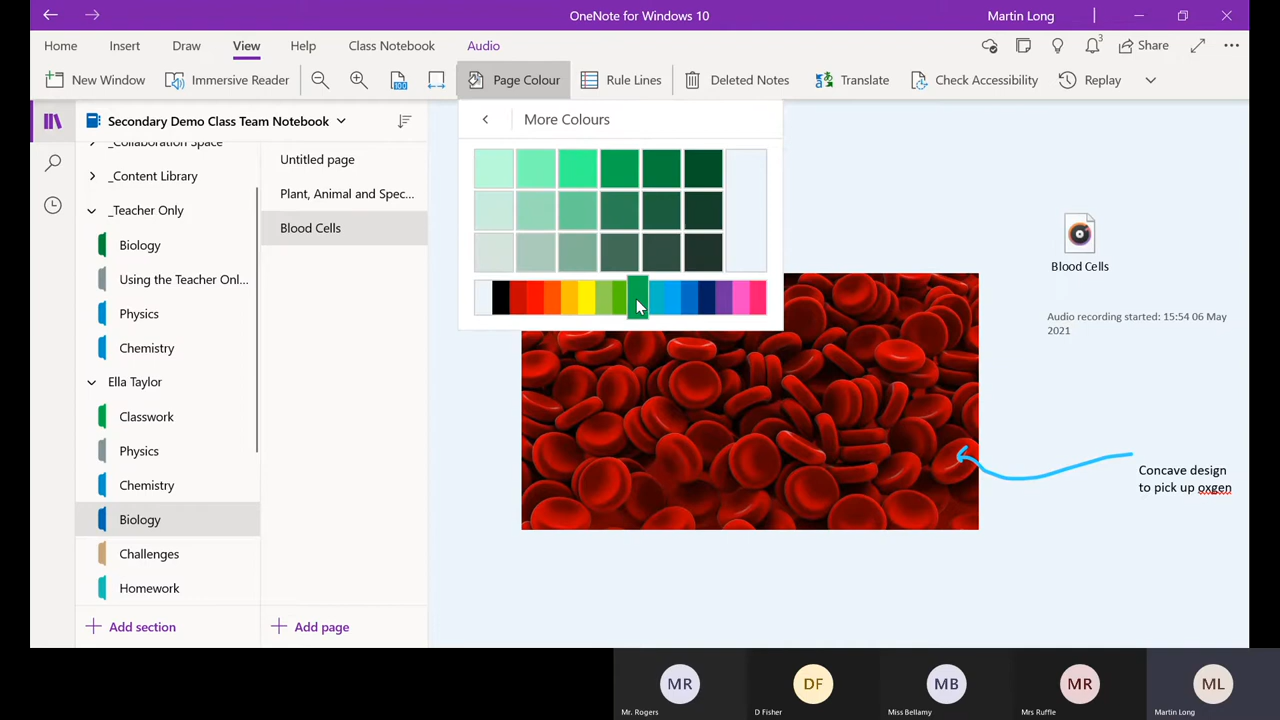 OneNote for Windows 10
Martin Long
Home Insert Draw View Help Class Notebook Audio
3
Share
New Window
Immersive Reader
100
Page Colour
Rule Lines
Deleted Notes
Translate
Check Accessibility
Replay
Secondary Demo Class Team Notebook
_Collaboration Space
_Content Library
_Teacher Only
Biology
Using the Teacher Onl...
Physics
Chemistry
Ella Taylor
Classwork
Physics
Chemistry
Biology
Challenges
Homework
Add section
Untitled page
Plant, Animal and Spec...
Blood Cells
Add page
More Colours
Blood Cells
Audio recording started: 15:54 06 May
2021
Concave design
to pick up oxgen
MR
Mr. Rogers
DF
D Fisher
MB
Miss Bellamy
MR
Mrs Ruffle
ML
Martin Long